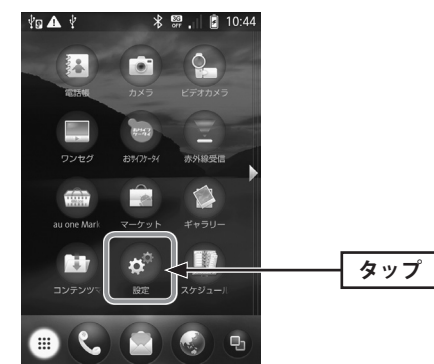 3G
OFF
10:44
電話帳 カメラ ビデオカメラ
ワンセグ おサイフケータイ 赤外線受信
au one Mark マーケット ギャラリー
コンテンツマ 設定 スケジュール
タップ